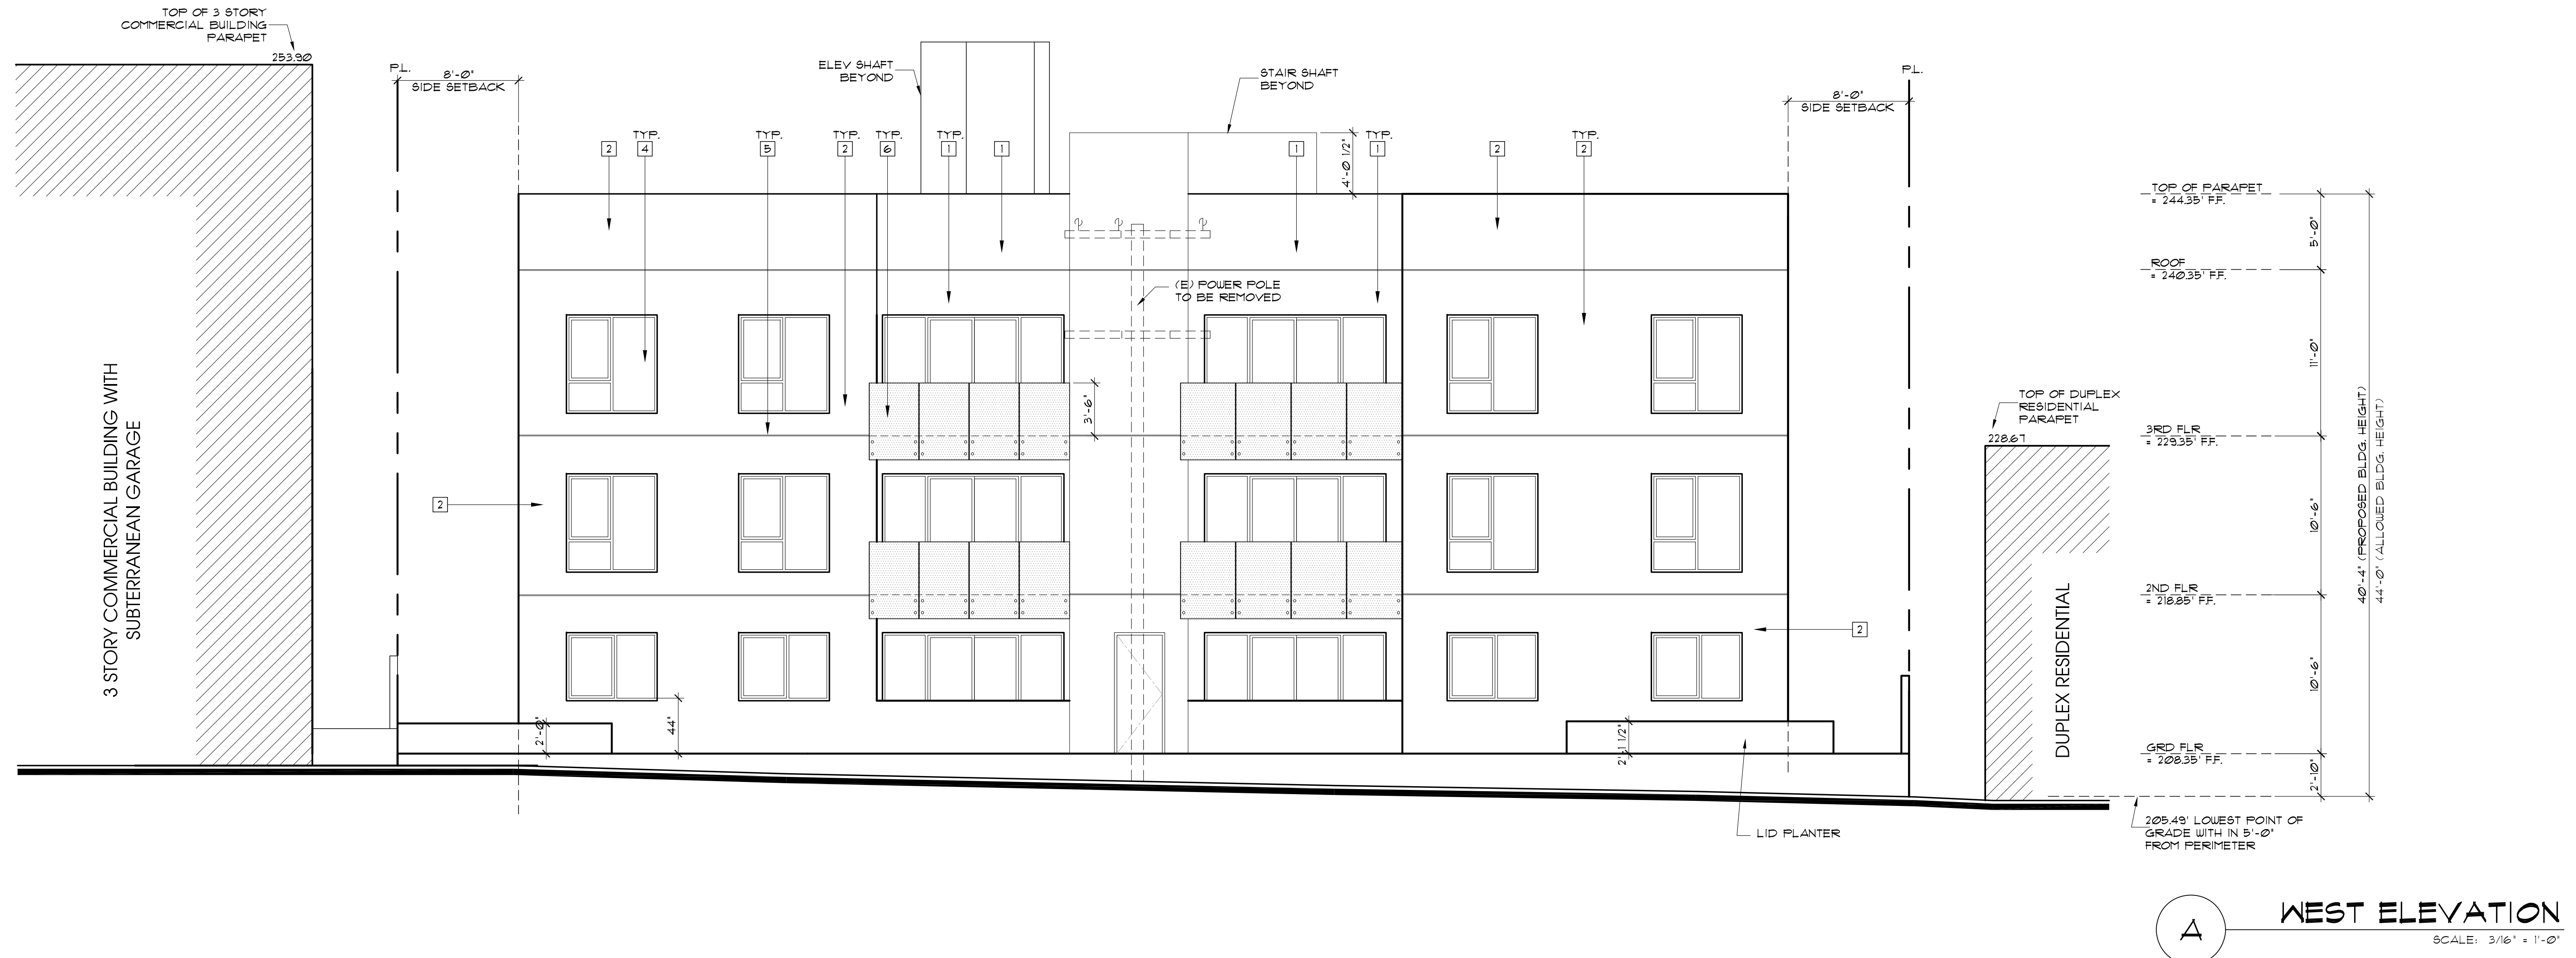 TOP OF 3 STORY
COMMERCIAL BUILDING
PARAPET
253.90
P.L.
8'-0"
SIDE SETBACK
ELEV SHAFT
BEYOND
STAIR SHAFT
BEYOND
P.L.
8'-0"
SIDE SETBACK
2
TYP.
4
TYP.
5
TYP.
2
TYP.
6
TYP.
1
1
1
4'-0 1/2"
TYP.
1
2
TYP.
2
TOP OF PARAPET
= 244.35' F.F.
5'-0"
ROOF
= 240.35' F.F.
(E) POWER POLE
TO BE REMOVED
11'-0"
3'-6"
TOP OF DUPLEX
RESIDENTIAL
PARAPET
228.67
3RD FLR
= 229.35' F.F.
3 STORY COMMERCIAL BUILDING WITH
SUBTERRANEAN GARAGE
2
10'-6"
40'-4" (PROPOSED BLDG. HEIGHT)
44'-0" (ALLOWED BLDG. HEIGHT)
2ND FLR
= 218.85' F.F.
2
DUPLEX RESIDENTIAL
10'-6"
2'-0"
44"
2'-1 1/2"
GRD FLR
= 208.35' F.F.
2'-10"
LID PLANTER
205.49' LOWEST POINT OF
GRADE WITH IN 5'-0"
FROM PERIMETER
A
WEST ELEVATION
SCALE: 3/16" = 1'-0"